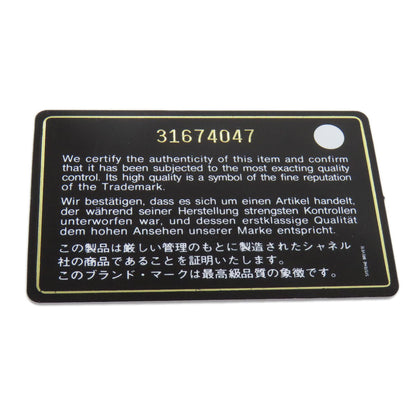 31674047
We certify the authenticity of this item and confirm
that it has been subjected to the most exacting quality
control. Its high quality is a symbol of the fine reputation
of the Trademark.
Wir bestätigen, dass es sich um einen Artikel handelt,
der während seiner Herstellung strengsten Kontrollen
unterworfen war, und dessen erstklassige Qualität
dem hohen Ansehen unserer Marke entspricht.
この製品は厳しい管理のもとに製造されたシャネル
社の商品であることを証明いたします。
このブランド・マークは最高級品質の象徴です。